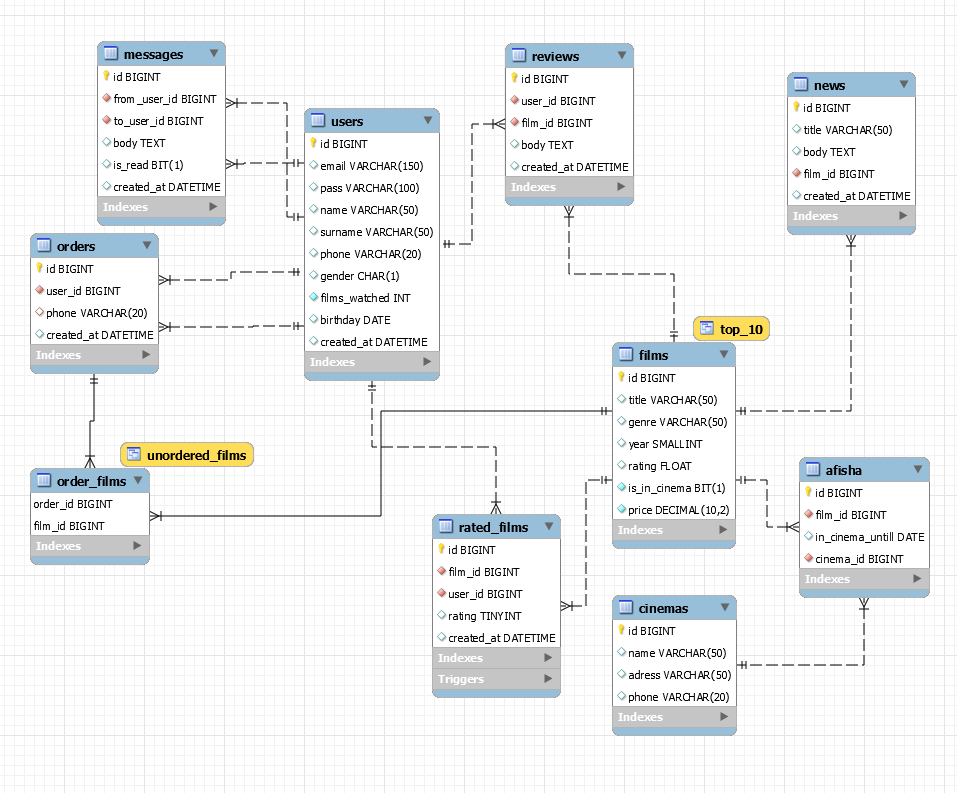 messages
id BIGINT
from_user_id BIGINT
to_user_id BIGINT
body TEXT
is_read BIT(1)
created_at DATETIME
Indexes
users
id BIGINT
email VARCHAR(150)
pass VARCHAR(100)
name VARCHAR(50)
surname VARCHAR(50)
phone VARCHAR(20)
gender CHAR(1)
films_watched INT
birthday DATE
created_at DATETIME
Indexes
reviews
id BIGINT
user_id BIGINT
film_id BIGINT
body TEXT
created_at DATETIME
Indexes
news
id BIGINT
title VARCHAR(50)
body TEXT
film_id BIGINT
created_at DATETIME
Indexes
orders
id BIGINT
user_id BIGINT
phone VARCHAR(20)
created_at DATETIME
Indexes
top_10
films
id BIGINT
title VARCHAR(50)
genre VARCHAR(50)
year SMALLINT
rating FLOAT
is_in_cinema BIT(1)
price DECIMAL(10,2)
Indexes
unordered_films
order_films
order_id BIGINT
film_id BIGINT
Indexes
rated_films
id BIGINT
film_id BIGINT
user_id BIGINT
rating TINYINT
created_at DATETIME
Indexes
Triggers
afisha
id BIGINT
film_id BIGINT
in_cinema_untill DATE
cinema_id BIGINT
Indexes
cinemas
id BIGINT
name VARCHAR(50)
adress VARCHAR(50)
phone VARCHAR(20)
Indexes